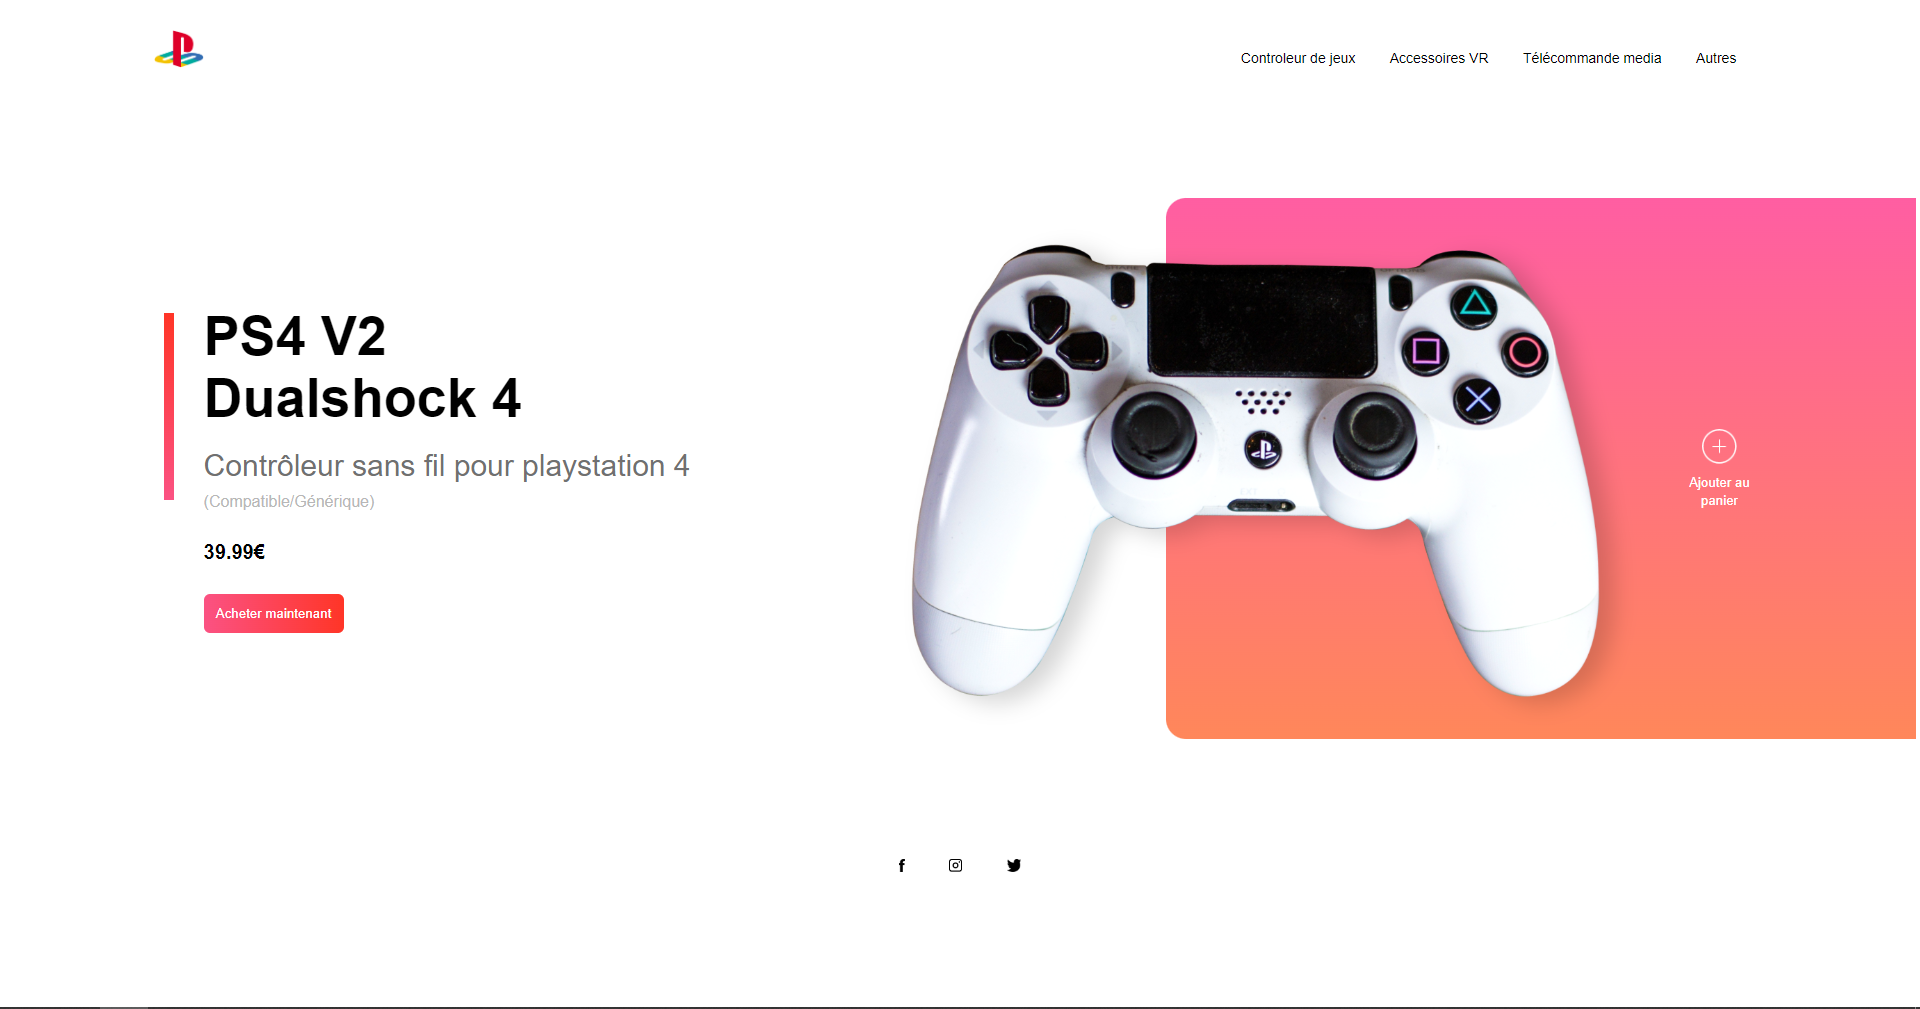 Controleur de jeux
Accessoires VR
Télécommande media
Autres
PS4 V2
Dualshock 4
Contrôleur sans fil pour playstation 4
(Compatible/Générique)
39.99€
Acheter maintenant
Ajouter au
panier